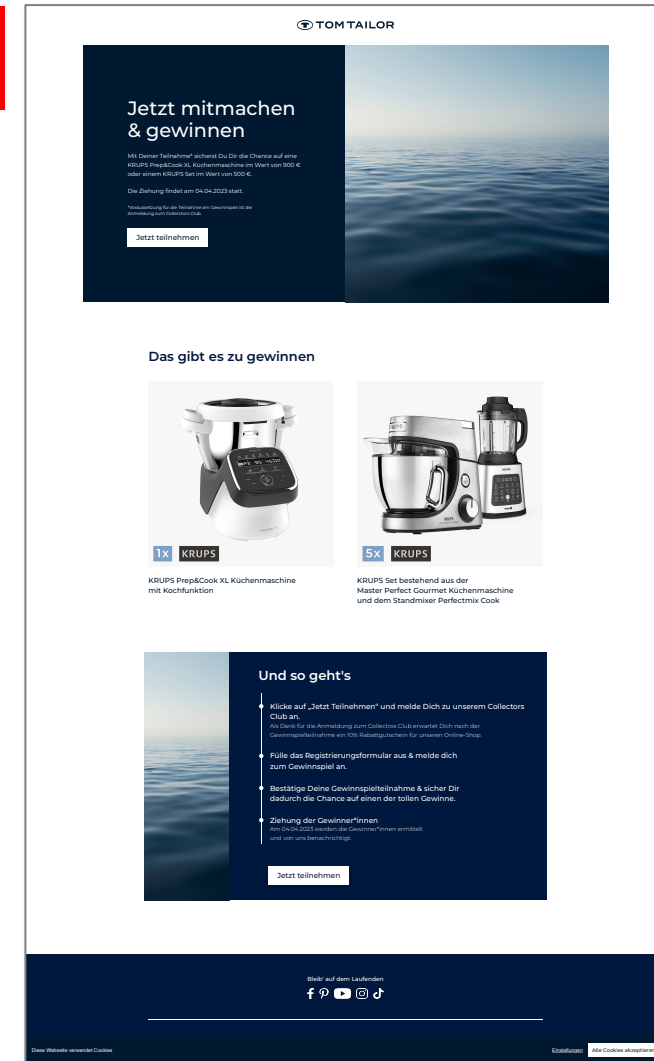 TOM TAILOR
Jetzt mitmachen
& gewinnen
Mit Deiner Teilnahme* sicherst Du Dir die Chance auf eine
KRUPS Prep&Cook XL Küchenmaschine im Wert von 900 €
oder einem KRUPS Set im Wert von 500 €.
Die Ziehung findet am 04.04.2023 statt.
*Voraussetzung für die Teilnahme am Gewinnspiel ist die
Anmeldung zum Collectors Club.
Jetzt teilnehmen
Das gibt es zu gewinnen
KRUPS
KRUPS
1x KRUPS
5x KRUPS
KRUPS Prep&Cook XL Küchenmaschine
mit Kochfunktion
KRUPS Set bestehend aus der
Master Perfect Gourmet Küchenmaschine
und dem Standmixer Perfectmix Cook
Und so geht's
Klicke auf „Jetzt Teilnehmen" und melde Dich zu unserem Collectors
Club an.
Als Dank für die Anmeldung zum Collectros Club erwartet Dich nach der
Gewinnspielteilnahme ein 10% Rabattgutschein für unseren Online-Shop.
Fülle das Registrierungsformular aus & melde dich
zum Gewinnspiel an.
Bestätige Deine Gewinnspielteilnahme & sicher Dir
dadurch die Chance auf einen der tollen Gewinne.
Ziehung der Gewinner*innen
Am 04.04.2023 werden die Gewinner*innen ermittelt
und von uns benachrichtigt.
Jetzt teilnehmen
Bleib' auf dem Laufenden
Diese Webseite verwendet Cookies
Einstellungen
Alle Cookies akzeptieren